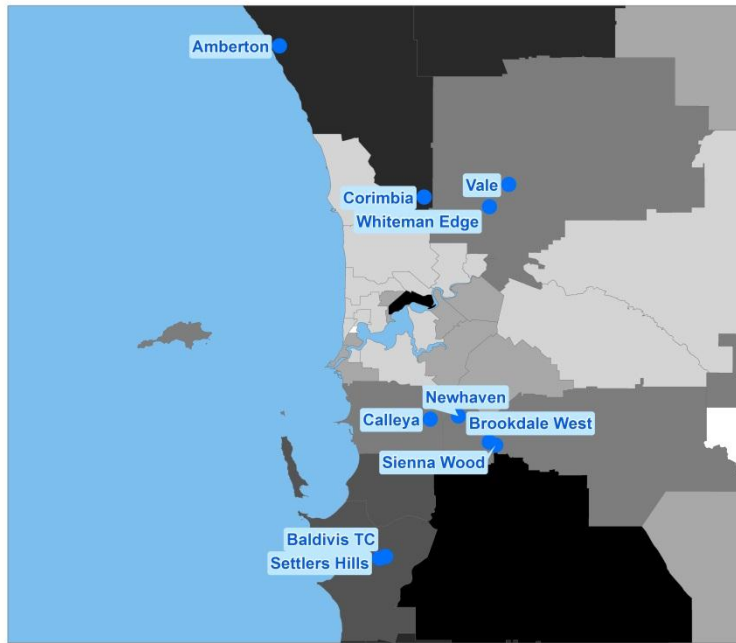 Amberton
Vale
Corimbia
Whiteman Edge
Newhaven
Calleya
Brookdale West
Sienna Wood
Baldivis TC
Settlers Hills